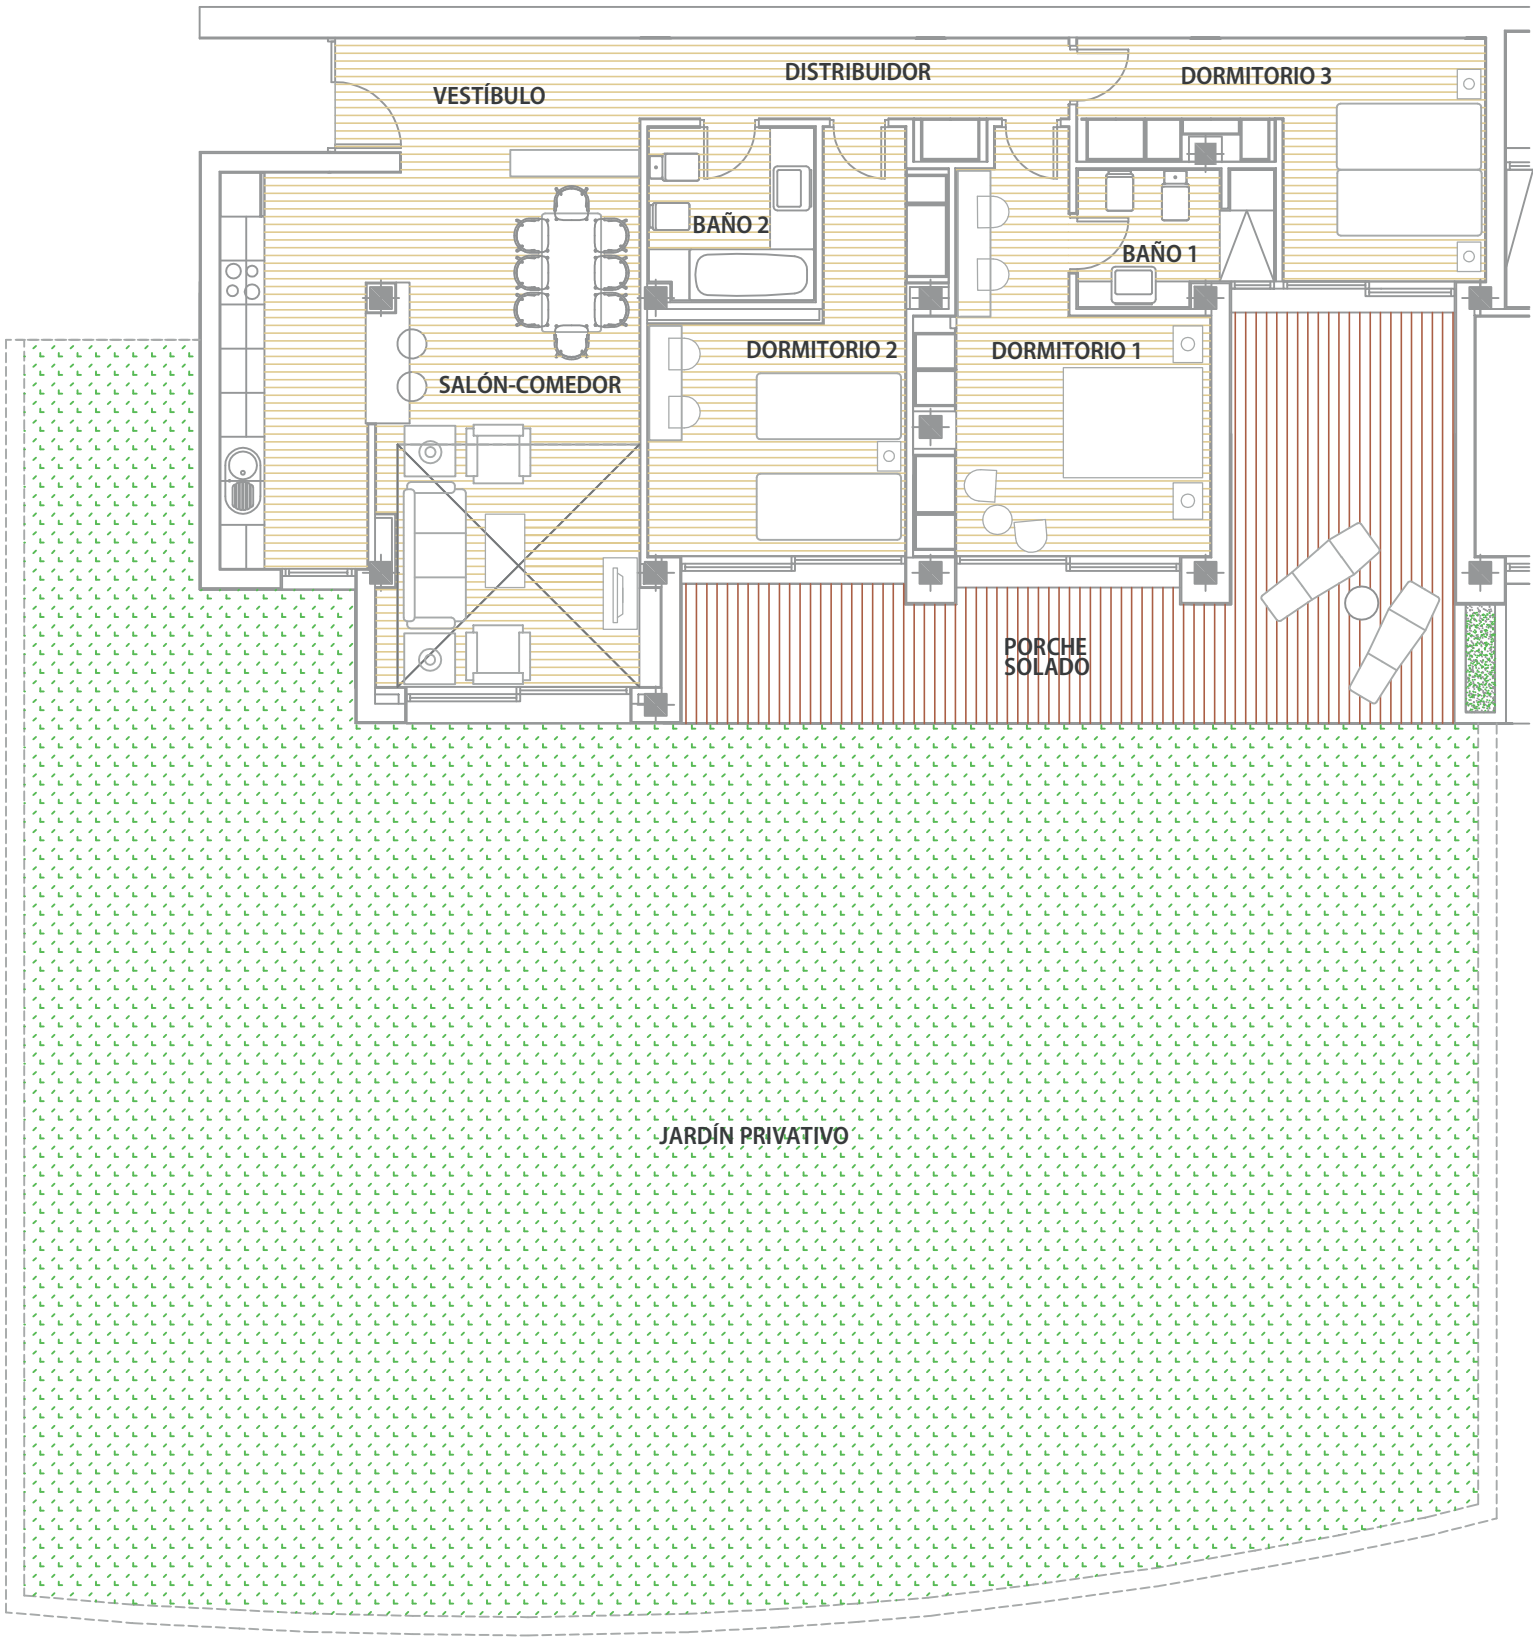 DISTRIBUIDOR
DORMITORIO 3
VESTÍBULO
BAÑO 2
BAÑO 1
DORMITORIO 2
DORMITORIO 1
SALÓN-COMEDOR
PORCHE
SOLADO
JARDÍN PRIVATIVO